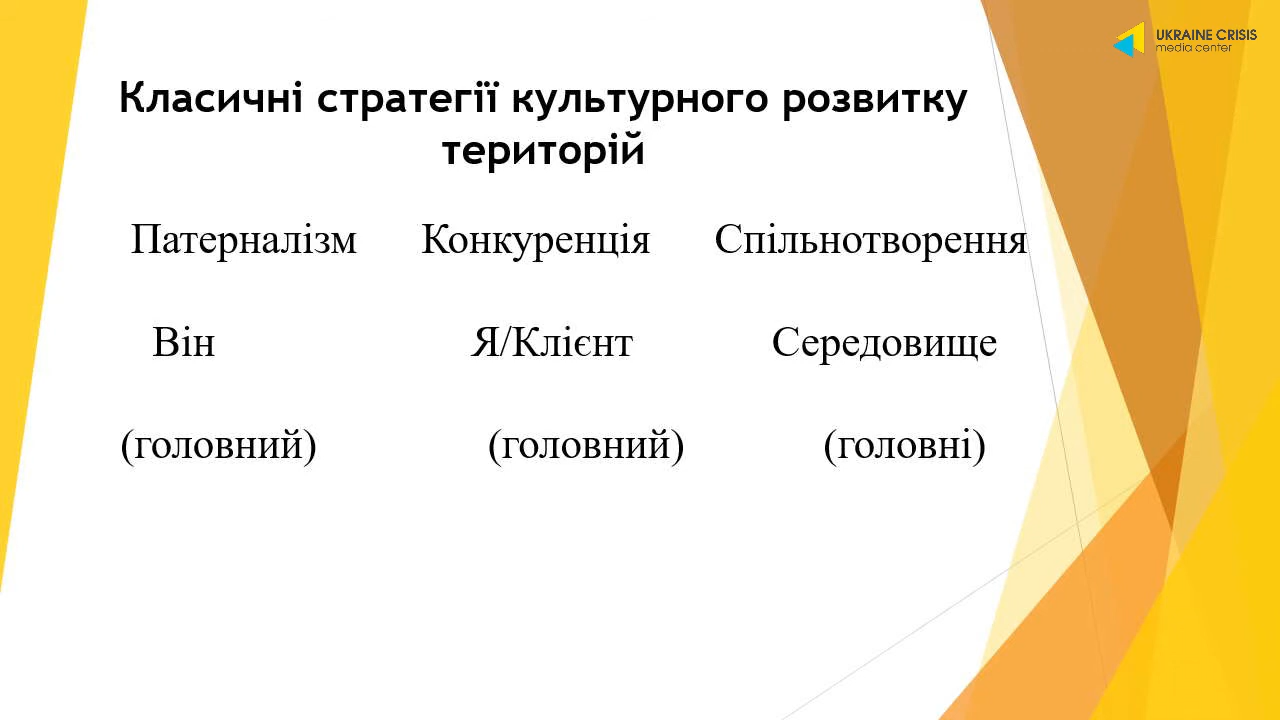 UKRAINE CRISIS
media center
Класичні стратегії культурного розвитку
територій
Патерналізм Конкуренція Спільнотворення
Він Я/Клієнт Середовище
(головний) (головний) (головні)